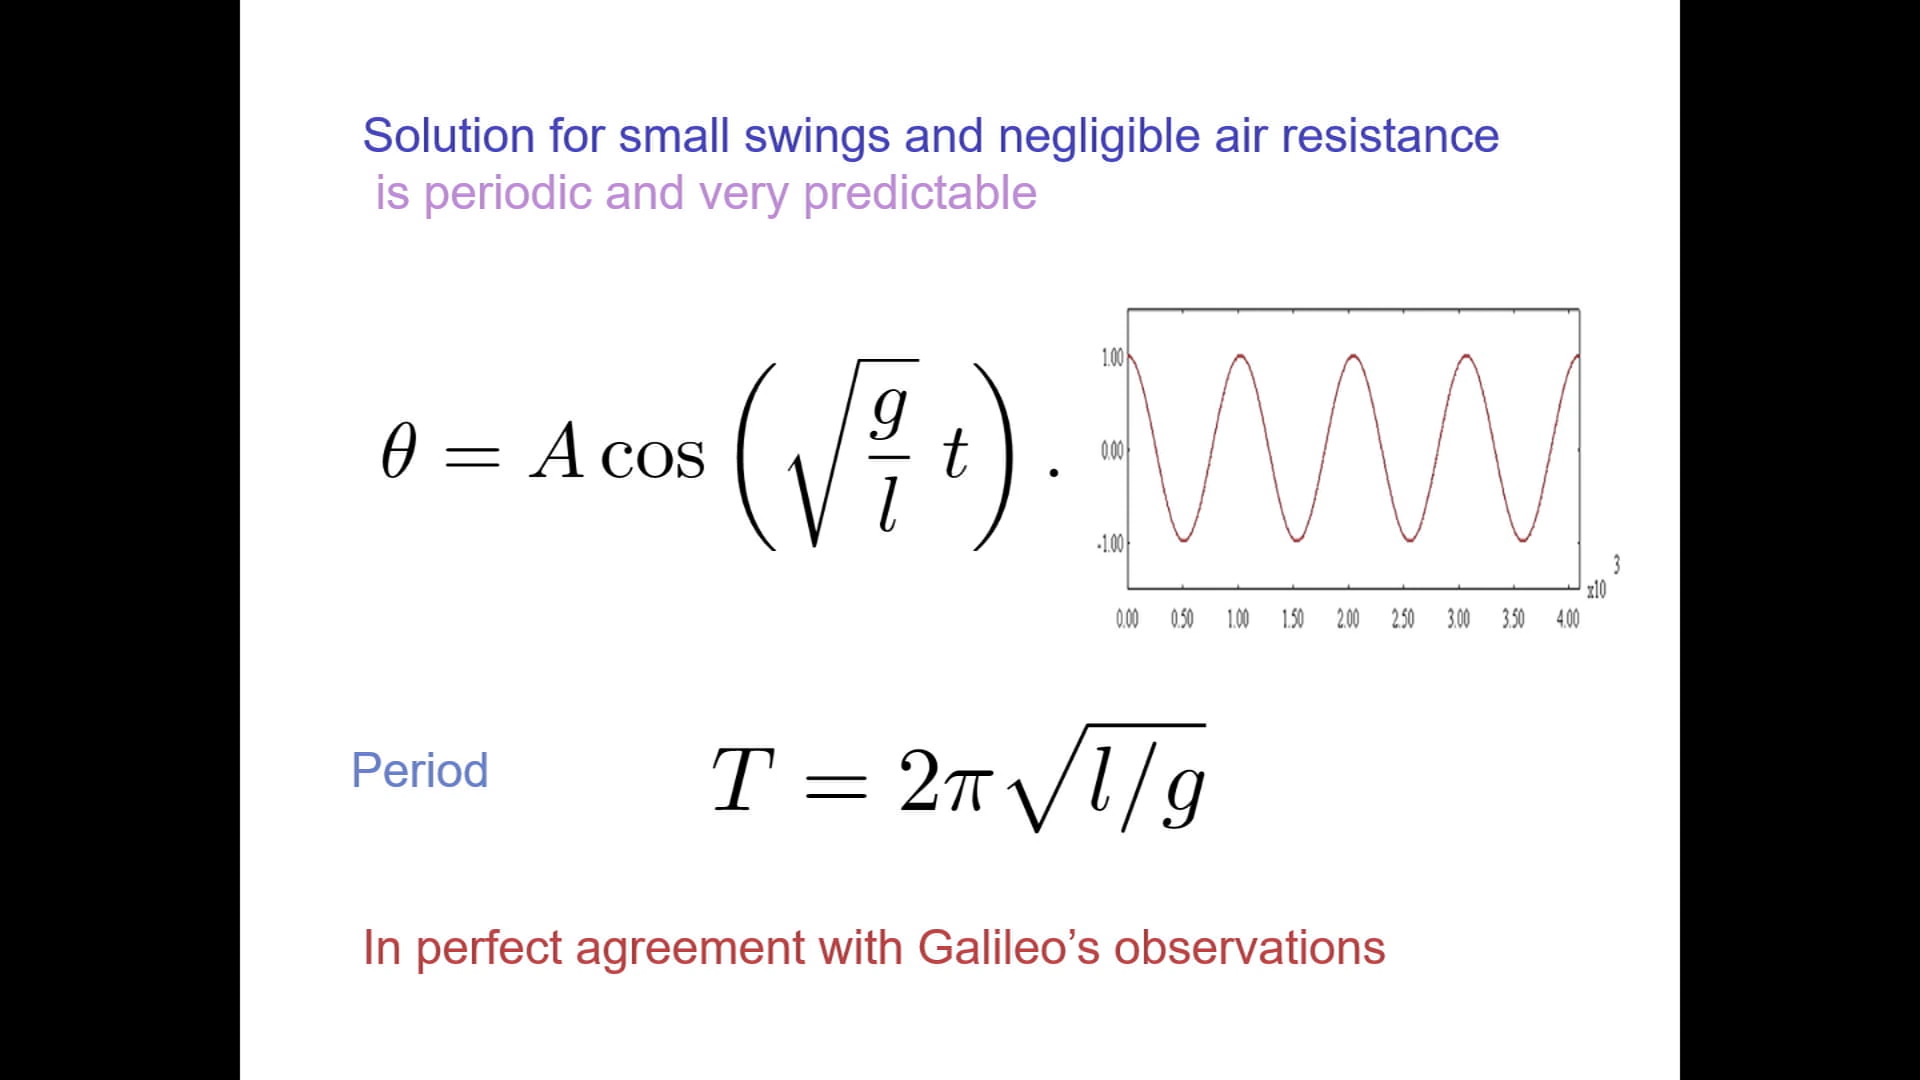 Solution for small swings and negligible air resistance
is periodic and very predictable
θ = A cos ( √(g/l) t ) .
1.00
0.00
-1.00
0.00 0.50 1.00 1.50 2.00 2.50 3.00 3.50 4.00
x10 3
Period
T = 2π√l/g
In perfect agreement with Galileo’s observations